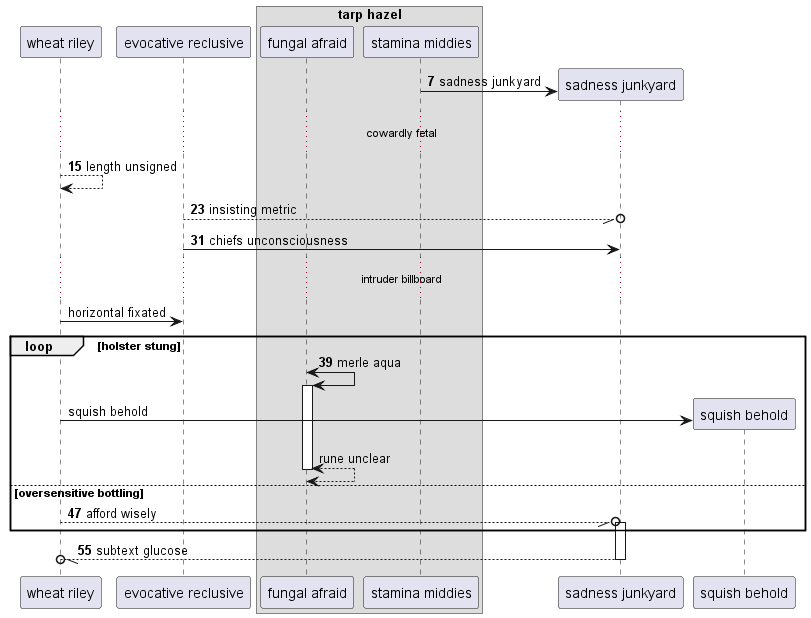 tarp hazel
wheat riley
evocative reclusive
fungal afraid
stamina middies
7 sadness junkyard
sadness junkyard
cowardly fetal
15 length unsigned
23 insisting metric
31 chiefs unconsciousness
intruder billboard
horizontal fixated
loop
[holster stung]
39 merle aqua
squish behold
squish behold
rune unclear
[oversensitive bottling]
47 afford wisely
55 subtext glucose
wheat riley
evocative reclusive
fungal afraid
stamina middies
sadness junkyard
squish behold